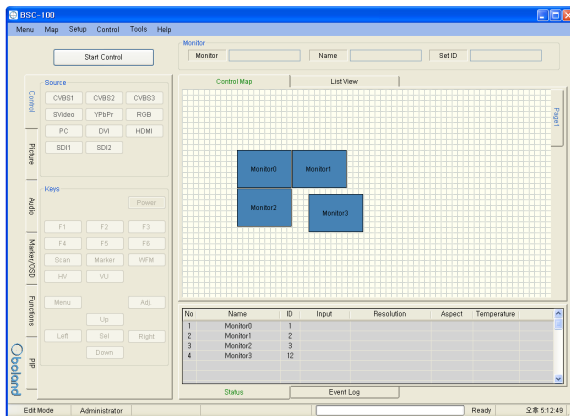 BSC-100
Menu Map Setup Control Tools Help
Start Control
Monitor
Monitor Name Set ID
Control
Picture
Audio
Marker/OSD
Functions
PIP
boland
Source
CVBS1 CVBS2 CVBS3
SVideo YPbPr RGB
PC DVI HDMI
SDI1 SDI2
Keys
Power
F1 F2 F3
F4 F5 F6
Scan Marker WFM
HV VU
Menu Adj.
Up
Left Sel Right
Down
Control Map List View
Page1
Monitor0 Monitor1
Monitor2 Monitor3
No Name ID Input Resolution Aspect Temperature
1 Monitor0 1
2 Monitor1 2
3 Monitor2 3
4 Monitor3 12
Status Event Log
Edit Mode Administrator Ready 오후 5:12:49